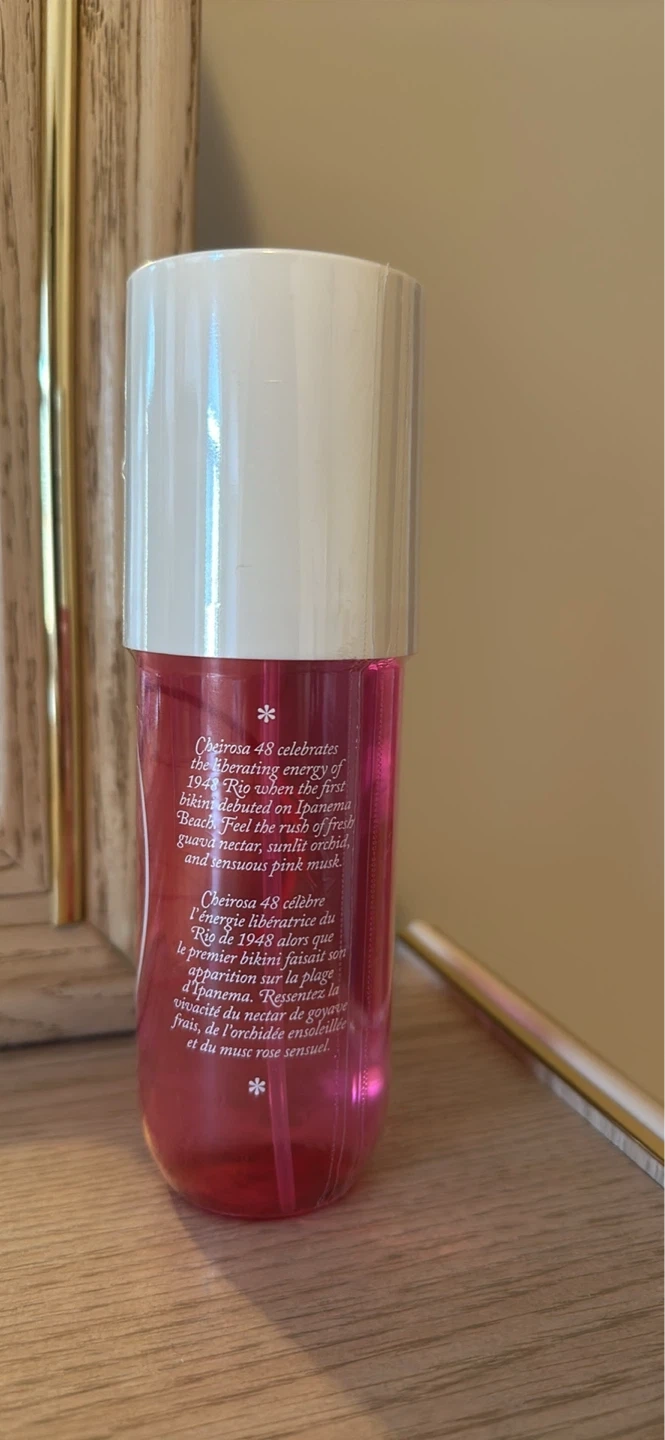 *
Cheirosa 48 celebrates
the liberating energy of
1948 Rio when the first
bikini debuted on Ipanema
Beach. Feel the rush of fresh
guava nectar, sunlit orchid,
and sensuous pink musk.
Cheirosa 48 célèbre
l'énergie libératrice du
Rio de 1948 alors que
le premier bikini faisait son
apparition sur la plage
d'Ipanema. Ressentez la
vivacité du nectar de goyave
frais, de l'orchidée ensoleillée
et du musc rose sensuel.
*